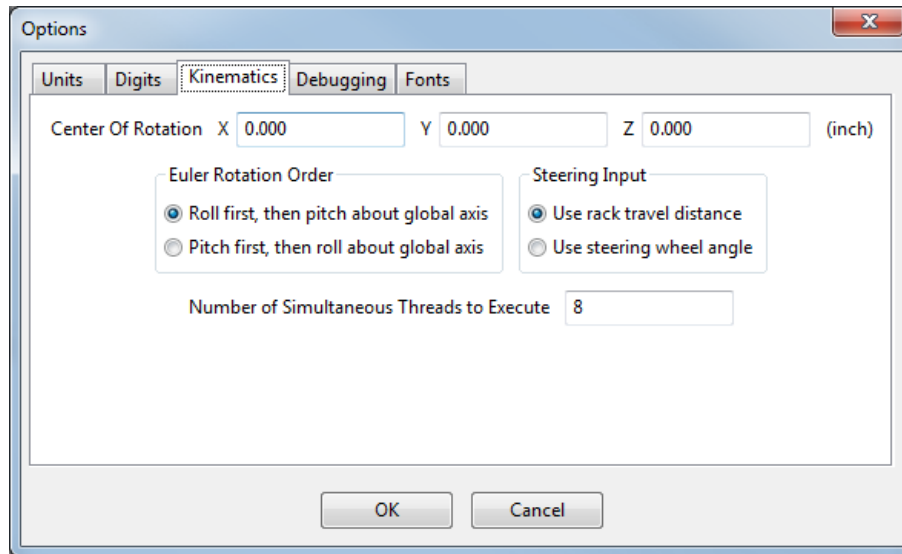 Options
Units Digits Kinematics Debugging Fonts
Center Of Rotation X 0.000 Y 0.000 Z 0.000 (inch)
Euler Rotation Order
Roll first, then pitch about global axis
Pitch first, then roll about global axis
Steering Input
Use rack travel distance
Use steering wheel angle
Number of Simultaneous Threads to Execute 8
OK Cancel